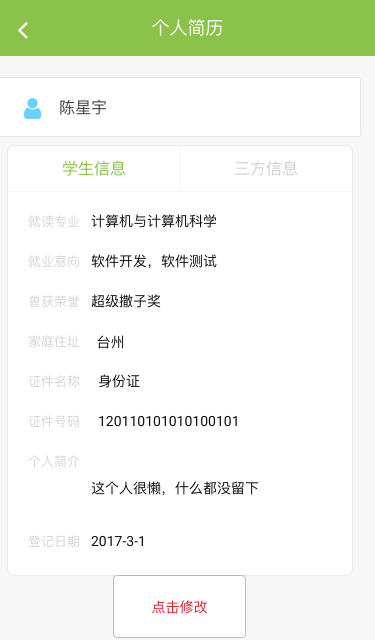 个人简历
陈星宇
学生信息 三方信息
就读专业 计算机与计算机科学
就业意向 软件开发，软件测试
曾获荣誉 超级撒子奖
家庭住址 台州
证件名称 身份证
证件号码 120110101010100101
个人简介
这个人很懒，什么都没留下
登记日期 2017-3-1
点击修改